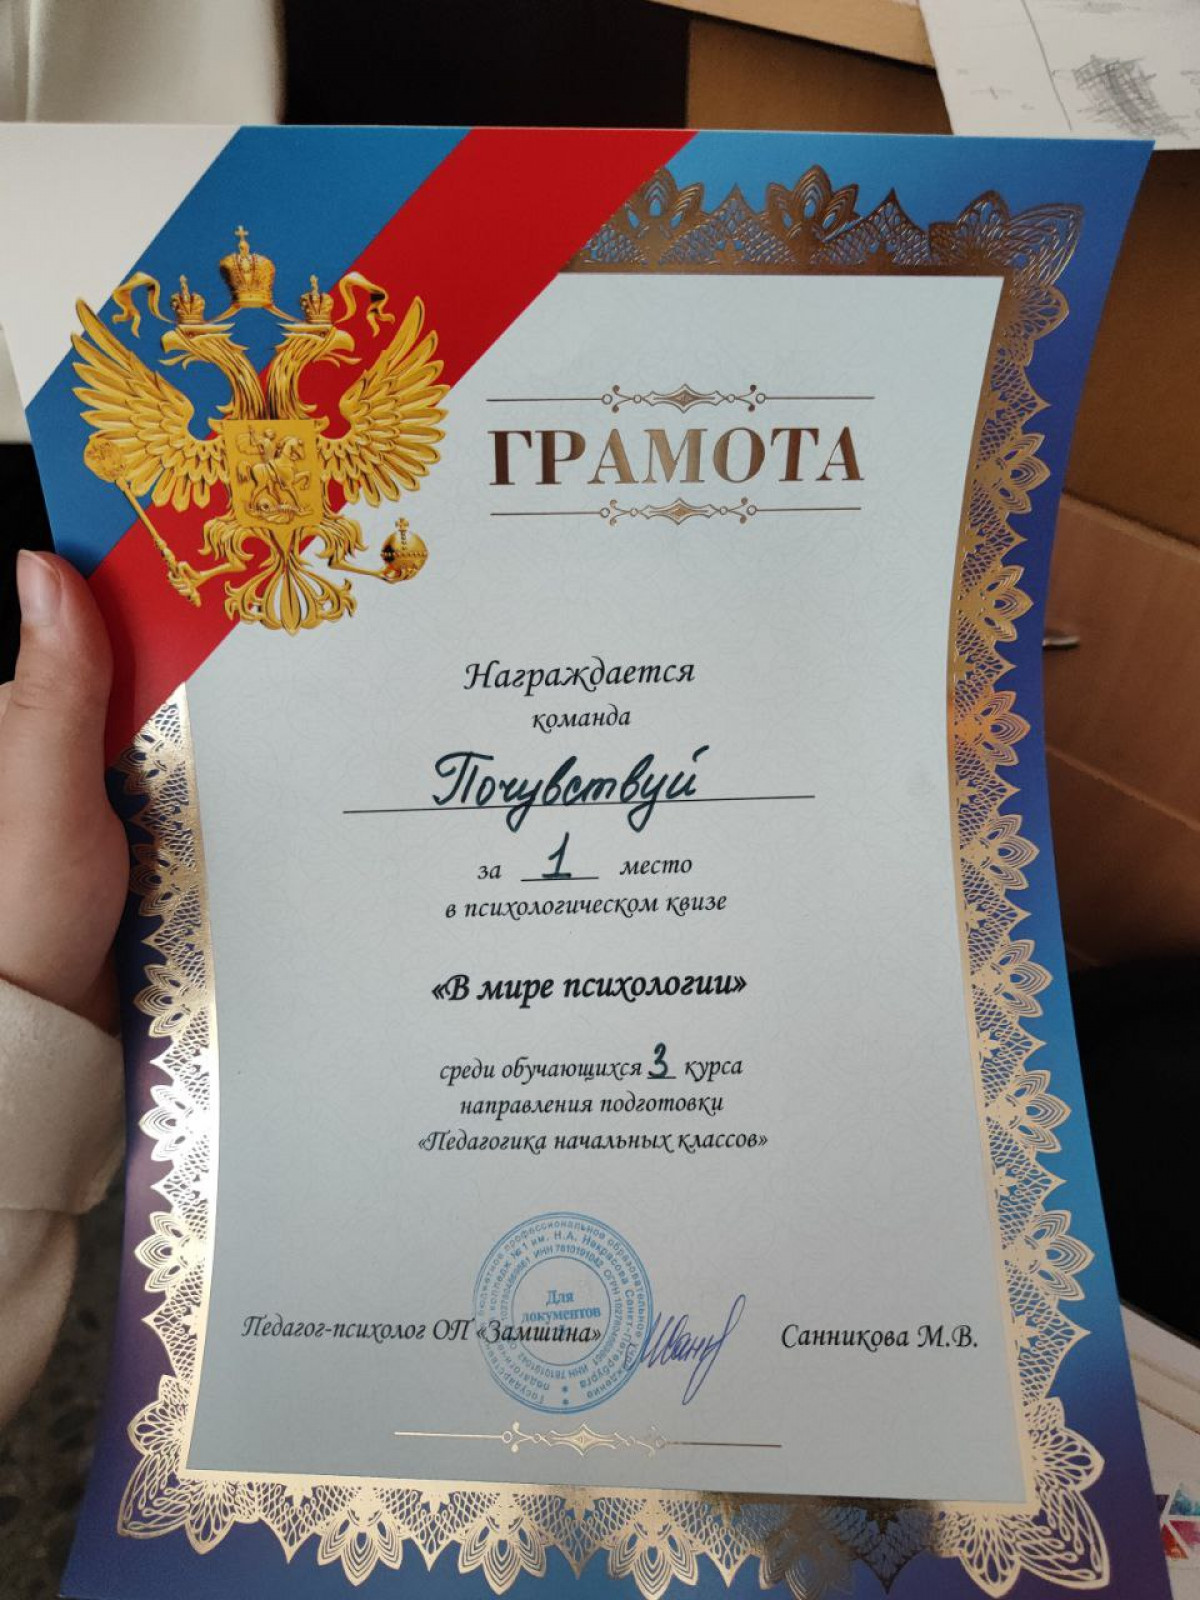 ГРАМОТА
Награждается
команда
Почувствуй
за 1 место
в психологическом квизе
«В мире психологии»
среди обучающихся 3 курса
направления подготовки
«Педагогика начальных классов»
Для
документов
Педагог-психолог ОП «Замшина»
Санникова М.В.